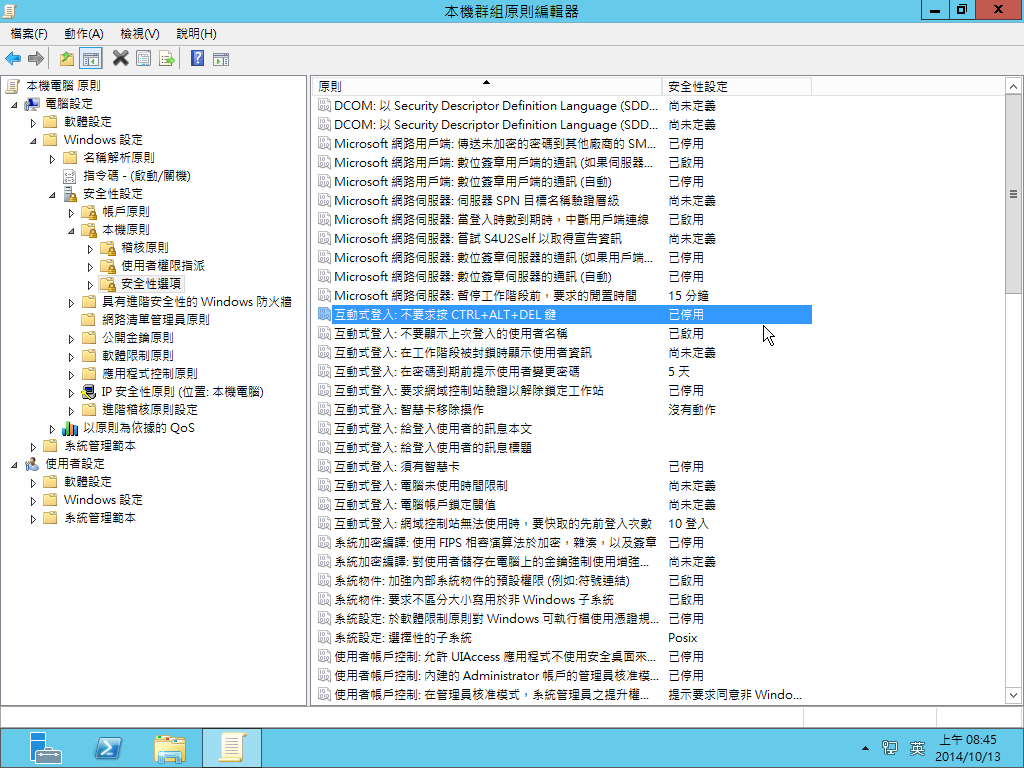 本機群組原則編輯器
檔案(F) 動作(A) 檢視(V) 說明(H)
本機電腦 原則
電腦設定
軟體設定
Windows 設定
名稱解析原則
指令碼 - (啟動/關機)
安全性設定
帳戶原則
本機原則
稽核原則
使用者權限指派
安全性選項
具有進階安全性的 Windows 防火牆
網路清單管理員原則
公開金鑰原則
軟體限制原則
應用程式控制原則
IP 安全性原則 (位置: 本機電腦)
進階稽核原則設定
以原則為依據的 QoS
系統管理範本
使用者設定
軟體設定
Windows 設定
系統管理範本
原則 安全性設定
DCOM: 以 Security Descriptor Definition Language (SDD... 尚未定義
DCOM: 以 Security Descriptor Definition Language (SDD... 尚未定義
Microsoft 網路用戶端: 傳送未加密的密碼到其他廠商的 SM... 已停用
Microsoft 網路用戶端: 數位簽章用戶端的通訊 (如果伺服器... 已啟用
Microsoft 網路用戶端: 數位簽章用戶端的通訊 (自動) 已停用
Microsoft 網路伺服器: 伺服器 SPN 目標名稱驗證層級 尚未定義
Microsoft 網路伺服器: 當登入時數到期時，中斷用戶端連線 已啟用
Microsoft 網路伺服器: 嘗試 S4U2Self 以取得宣告資訊 尚未定義
Microsoft 網路伺服器: 數位簽章伺服器的通訊 (如果用戶端... 已停用
Microsoft 網路伺服器: 數位簽章伺服器的通訊 (自動) 已停用
Microsoft 網路伺服器: 暫停工作階段前，要求的閒置時間 15 分鐘
互動式登入: 不要求按 CTRL+ALT+DEL 鍵 已停用
互動式登入: 不要顯示上次登入的使用者名稱 已啟用
互動式登入: 在工作階段被封鎖時顯示使用者資訊 尚未定義
互動式登入: 在密碼到期前提示使用者變更密碼 5 天
互動式登入: 要求網域控制站驗證以解除鎖定工作站 已停用
互動式登入: 智慧卡移除操作 沒有動作
互動式登入: 給登入使用者的訊息本文
互動式登入: 給登入使用者的訊息標題
互動式登入: 須有智慧卡 已停用
互動式登入: 電腦未使用時間限制 尚未定義
互動式登入: 電腦帳戶鎖定閾值 尚未定義
互動式登入: 網域控制站無法使用時，要快取的先前登入次數 10 登入
系統加密編譯: 使用 FIPS 相容演算法於加密，雜湊，以及簽章 已停用
系統加密編譯: 對使用者儲存在電腦上的金鑰強制使用增強... 尚未定義
系統物件: 加強內部系統物件的預設權限 (例如:符號連結) 已啟用
系統物件: 要求不區分大小寫用於非 Windows 子系統 已啟用
系統設定: 於軟體限制原則對 Windows 可執行檔使用憑證規... 已停用
系統設定: 選擇性的子系統 Posix
使用者帳戶控制: 允許 UIAccess 應用程式不使用安全桌面來... 已停用
使用者帳戶控制: 內建的 Administrator 帳戶的管理員核准模... 已停用
使用者帳戶控制: 在管理員核准模式，系統管理員之提升權... 提示要求同意非 Windo...
英
上午 08:45
2014/10/13